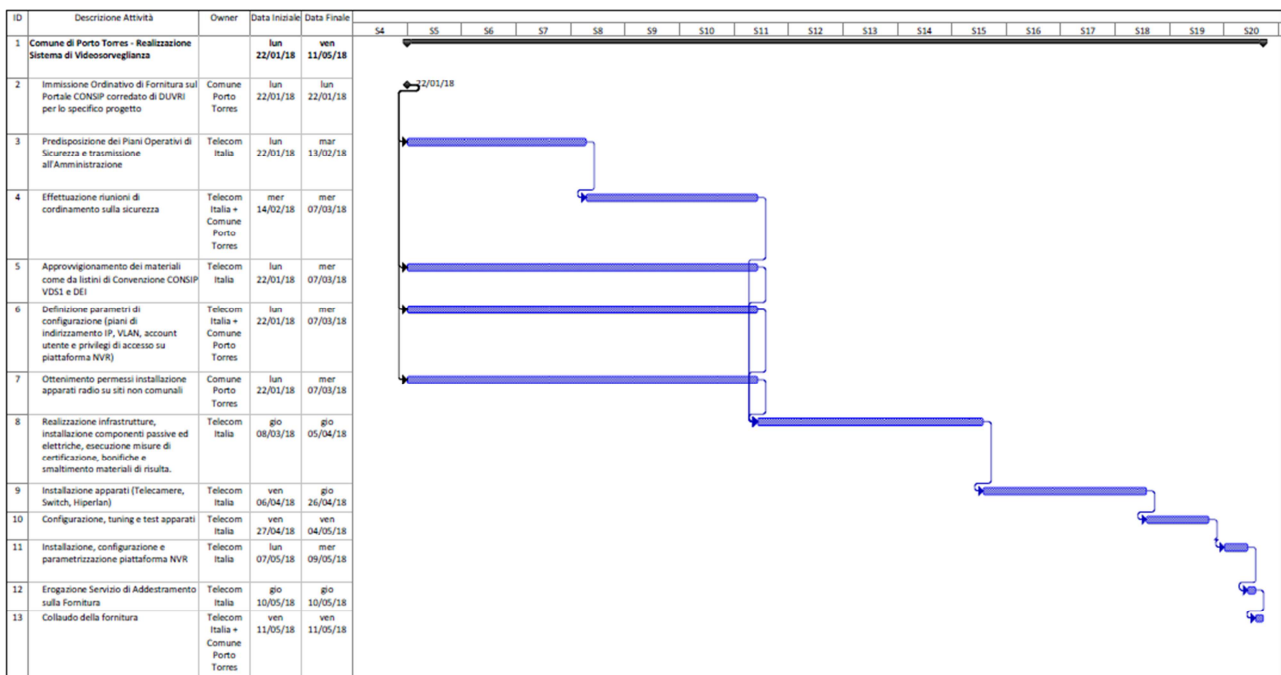 ID Descrizione Attività Owner Data Iniziale Data Finale
S4 S5 S6 S7 S8 S9 S10 S11 S12 S13 S14 S15 S16 S17 S18 S19 S20
1 Comune di Porto Torres - Realizzazione lun ven
Sistema di Videosorveglianza 22/01/18 11/05/18
2 Immissione Ordinativo di Fornitura sul Comune lun lun
Portale CONSIP corredato di DUVRI Porto 22/01/18 22/01/18
per lo specifico progetto Torres
22/01/18
3 Predisposizione dei Piani Operativi di Telecom lun mar
Sicurezza e trasmissione Italia 22/01/18 13/02/18
all'Amministrazione
4 Effettuazione riunioni di Telecom mer mer
cordinamento sulla sicurezza Italia + 14/02/18 07/03/18
Comune
Porto
Torres
5 Approvvigionamento dei materiali Telecom lun mer
come da listini di Convenzione CONSIP Italia 22/01/18 07/03/18
VDS1 e DEI
6 Definizione parametri di Telecom lun mer
configurazione (piani di Italia + 22/01/18 07/03/18
indirizzamento IP, VLAN, account Comune
utente e privilegi di accesso su Porto
piattaforma NVR) Torres
7 Ottenimento permessi installazione Comune lun mer
apparati radio su siti non comunali Porto 22/01/18 07/03/18
Torres
8 Realizzazione infrastrutture, Telecom gio gio
installazione componenti passive ed Italia 08/03/18 05/04/18
elettriche, esecuzione misure di
certificazione, bonifiche e
smaltimento materiali di risulta.
9 Installazione apparati (Telecamere, Telecom ven gio
Switch, Hiperlan) Italia 06/04/18 26/04/18
10 Configurazione, tuning e test apparati Telecom ven ven
Italia 27/04/18 04/05/18
11 Installazione, configurazione e Telecom lun mer
parametrizzazione piattaforma NVR Italia 07/05/18 09/05/18
12 Erogazione Servizio di Addestramento Telecom gio gio
sulla Fornitura Italia 10/05/18 10/05/18
13 Collaudo della fornitura Telecom ven ven
Italia + 11/05/18 11/05/18
Comune
Porto
Torres